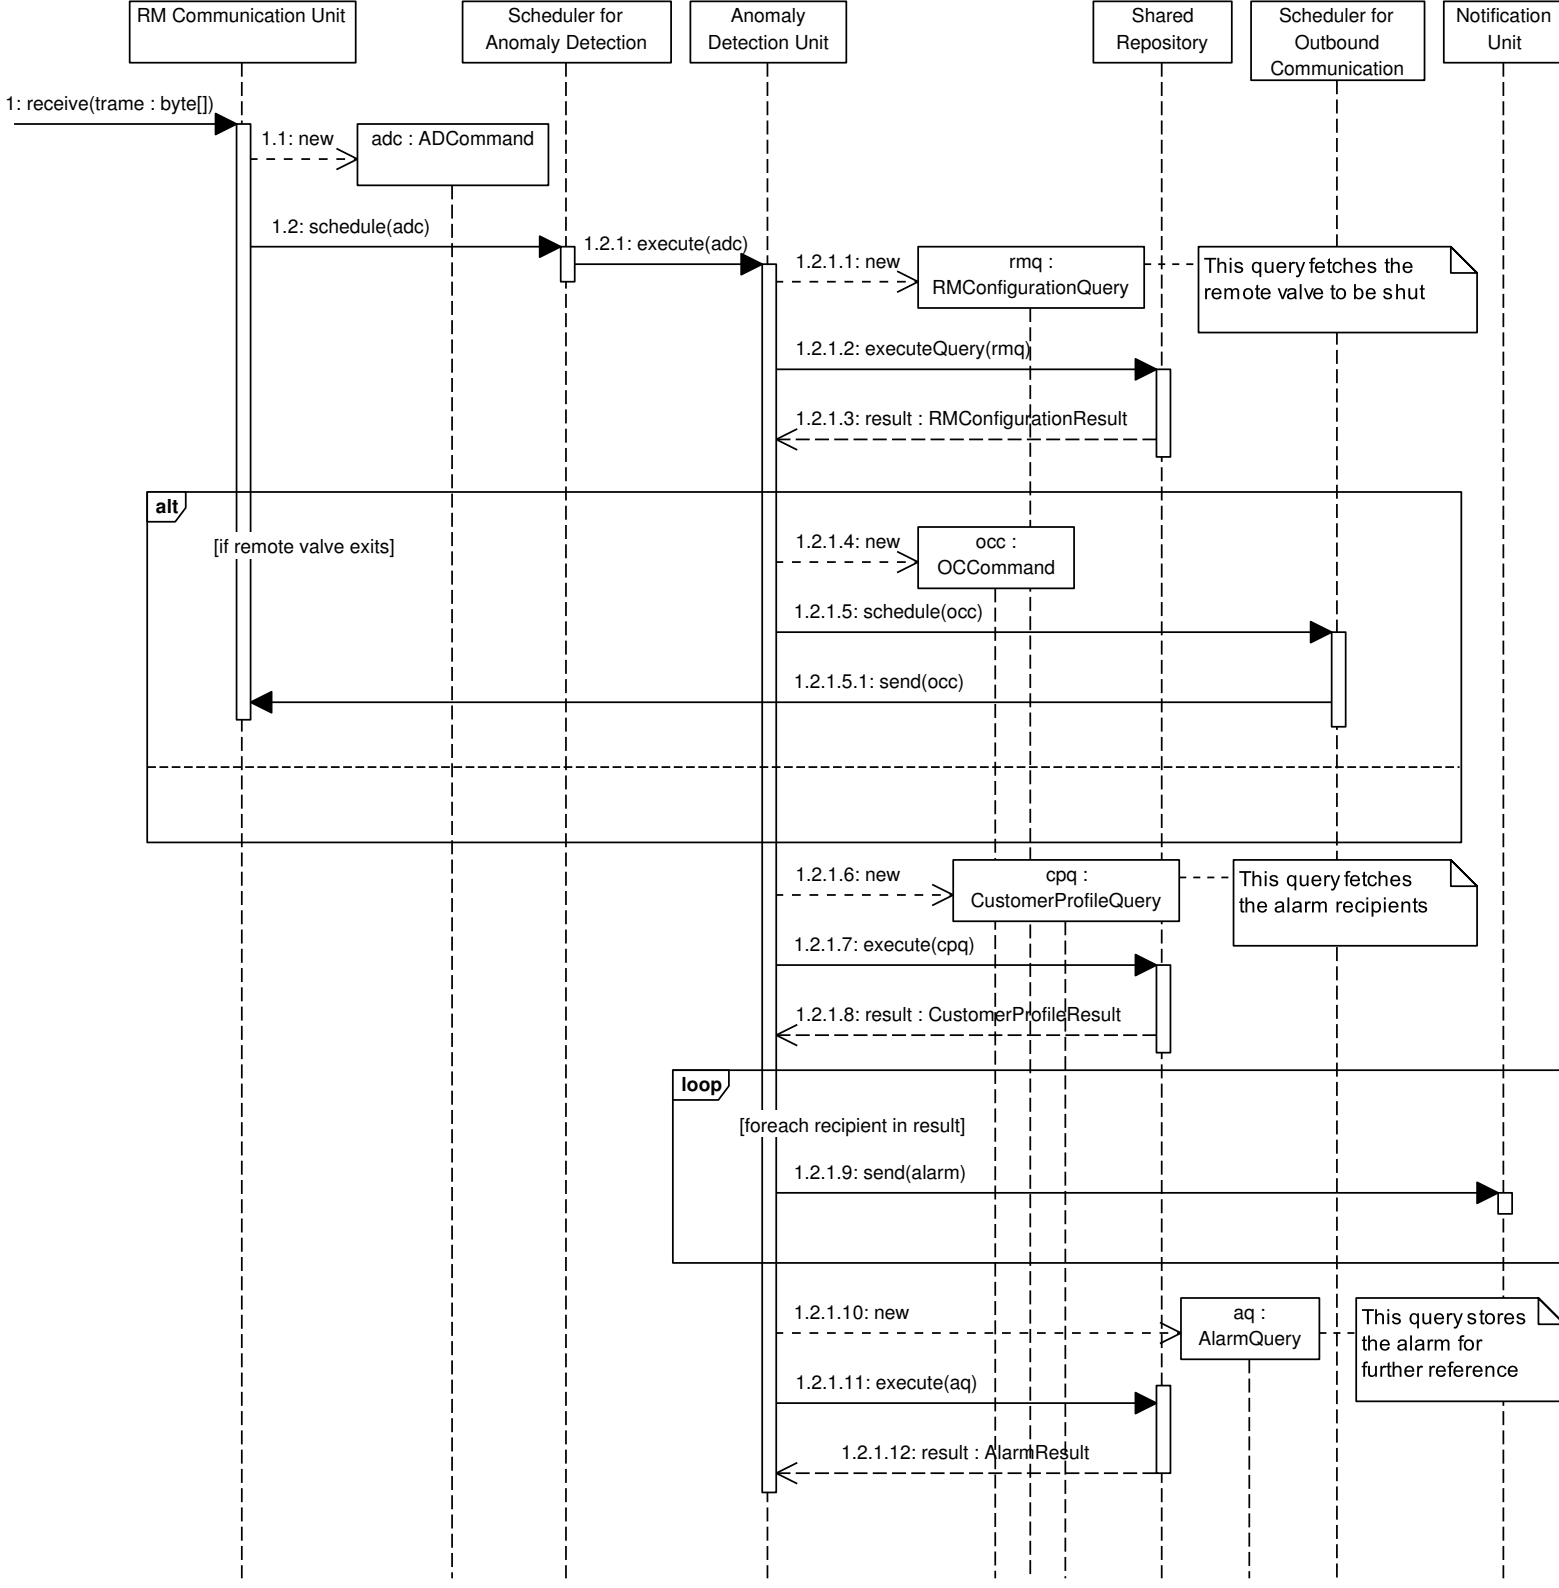 RM Communication Unit
Scheduler for
Anomaly Detection
Anomaly
Detection Unit
Shared
Repository
Scheduler for
Outbound
Communication
Notification
Unit
1: receive(trame : byte[])
1.1: new
adc : ADCommand
1.2: schedule(adc)
1.2.1: execute(adc)
1.2.1.1: new
rmq :
RMConfigurationQuery
This query fetches the
remote valve to be shut
1.2.1.2: executeQuery(rmq)
1.2.1.3: result : RMConfigurationResult
alt
[if remote valve exits]
1.2.1.4: new
occ :
OCCommand
1.2.1.5: schedule(occ)
1.2.1.5.1: send(occ)
1.2.1.6: new
cpq :
CustomerProfileQuery
This query fetches
the alarm recipients
1.2.1.7: execute(cpq)
1.2.1.8: result : CustomerProfileResult
loop
[foreach recipient in result]
1.2.1.9: send(alarm)
1.2.1.10: new
aq :
AlarmQuery
This query stores
the alarm for
further reference
1.2.1.11: execute(aq)
1.2.1.12: result : AlarmResult